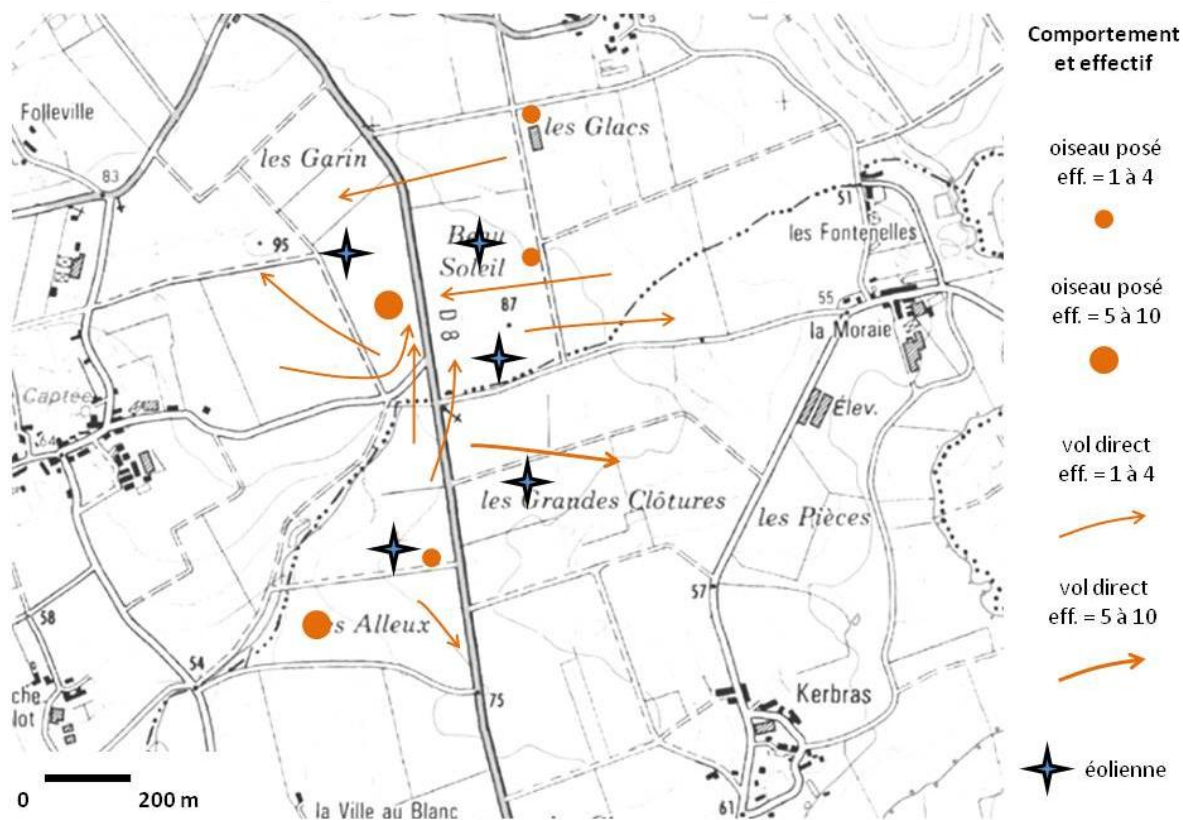 Folleville
83
les Garin
les Glacs
95
Beau
Soleil
87
D 8
51
les Fontenelles
55
la Moraie
Captée
64
Élev.
les Grandes Clôtures
les Pièces
57
58
Alleux
54
75
Kerbras
61
la Ville au Blanc
0 200 m
Comportement
et effectif
oiseau posé
eff. = 1 à 4
oiseau posé
eff. = 5 à 10
vol direct
eff. = 1 à 4
vol direct
eff. = 5 à 10
éolienne